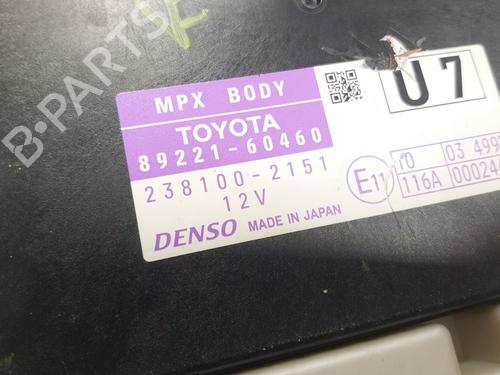 B-PARTS
MPX BODY
TOYOTA
89221-60460
238100-2151
12V
DENSO MADE IN JAPAN
U7
E11
10 03 499
116A 00024